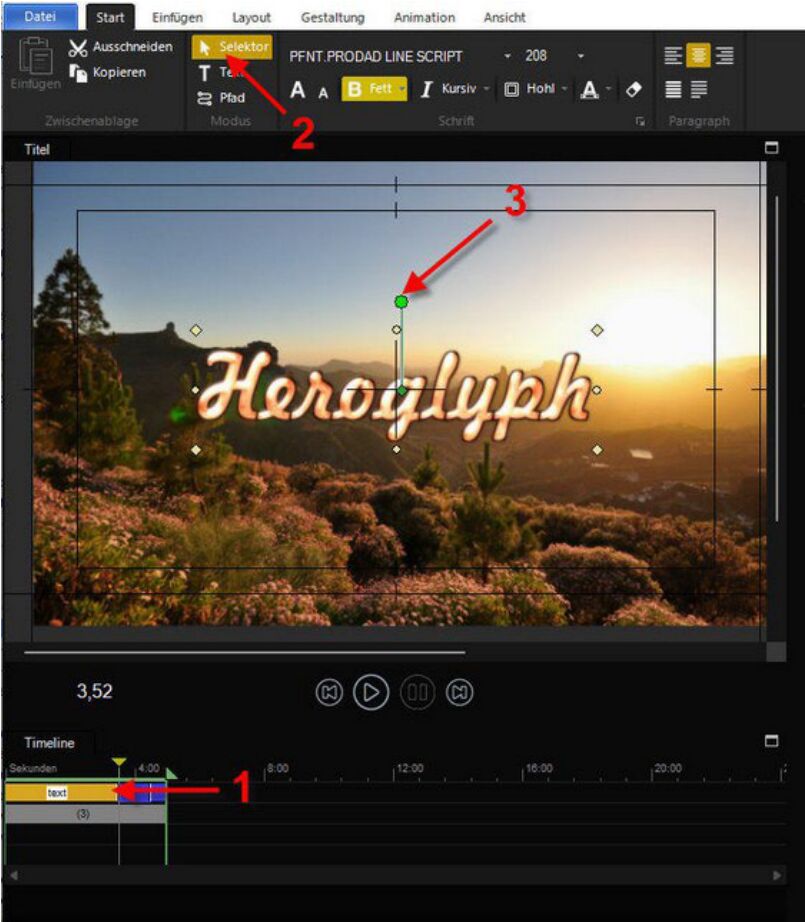 Datei Start Einfügen Layout Gestaltung Animation Ansicht
Einfügen
Ausschneiden
Kopieren
Zwischenablage
Selektor
Pfad
Modus
PFNT.PRODAD LINE SCRIPT 208
A A B Fett I Kursiv Hohl A
Schrift
Paragraph
2
Titel
3
Heroglyph
3,52
Timeline
Sekunden 4:00 8:00 12:00 16:00 20:00
text
1
(3)